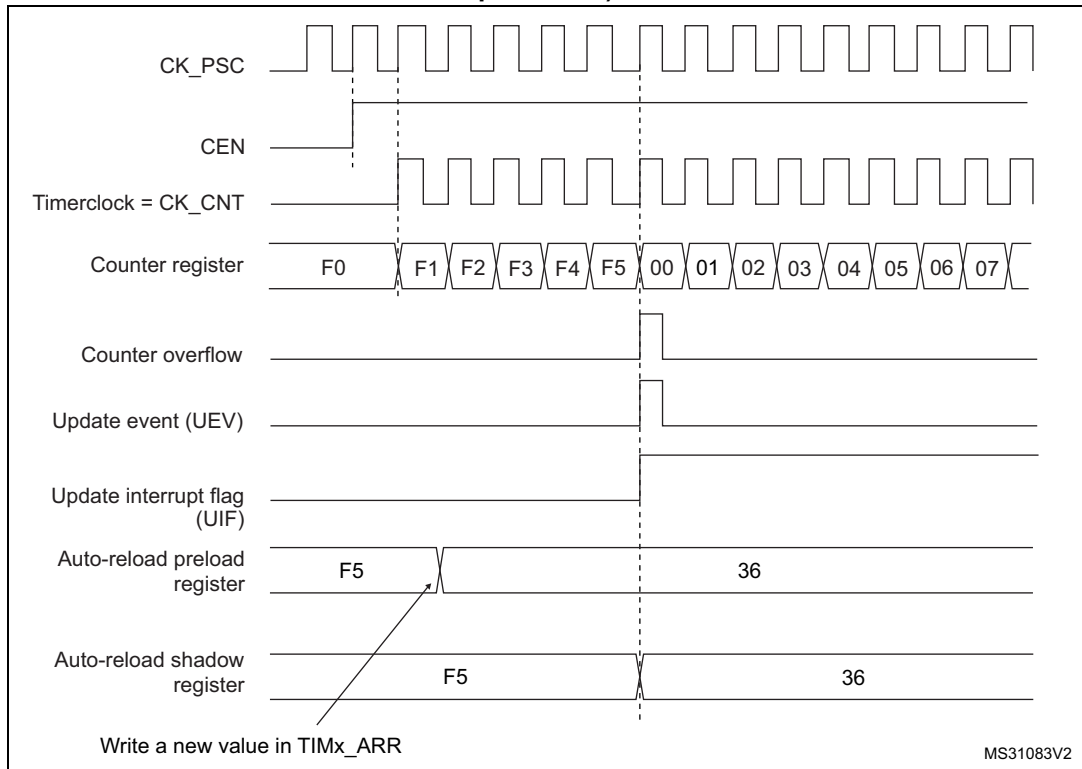 CK_PSC
CEN
Timerclock = CK_CNT
Counter register F0 F1 F2 F3 F4 F5 00 01 02 03 04 05 06 07
Counter overflow
Update event (UEV)
Update interrupt flag
(UIF)
Auto-reload preload
register
F5 36
Auto-reload shadow
register
F5 36
Write a new value in TIMx_ARR
MS31083V2